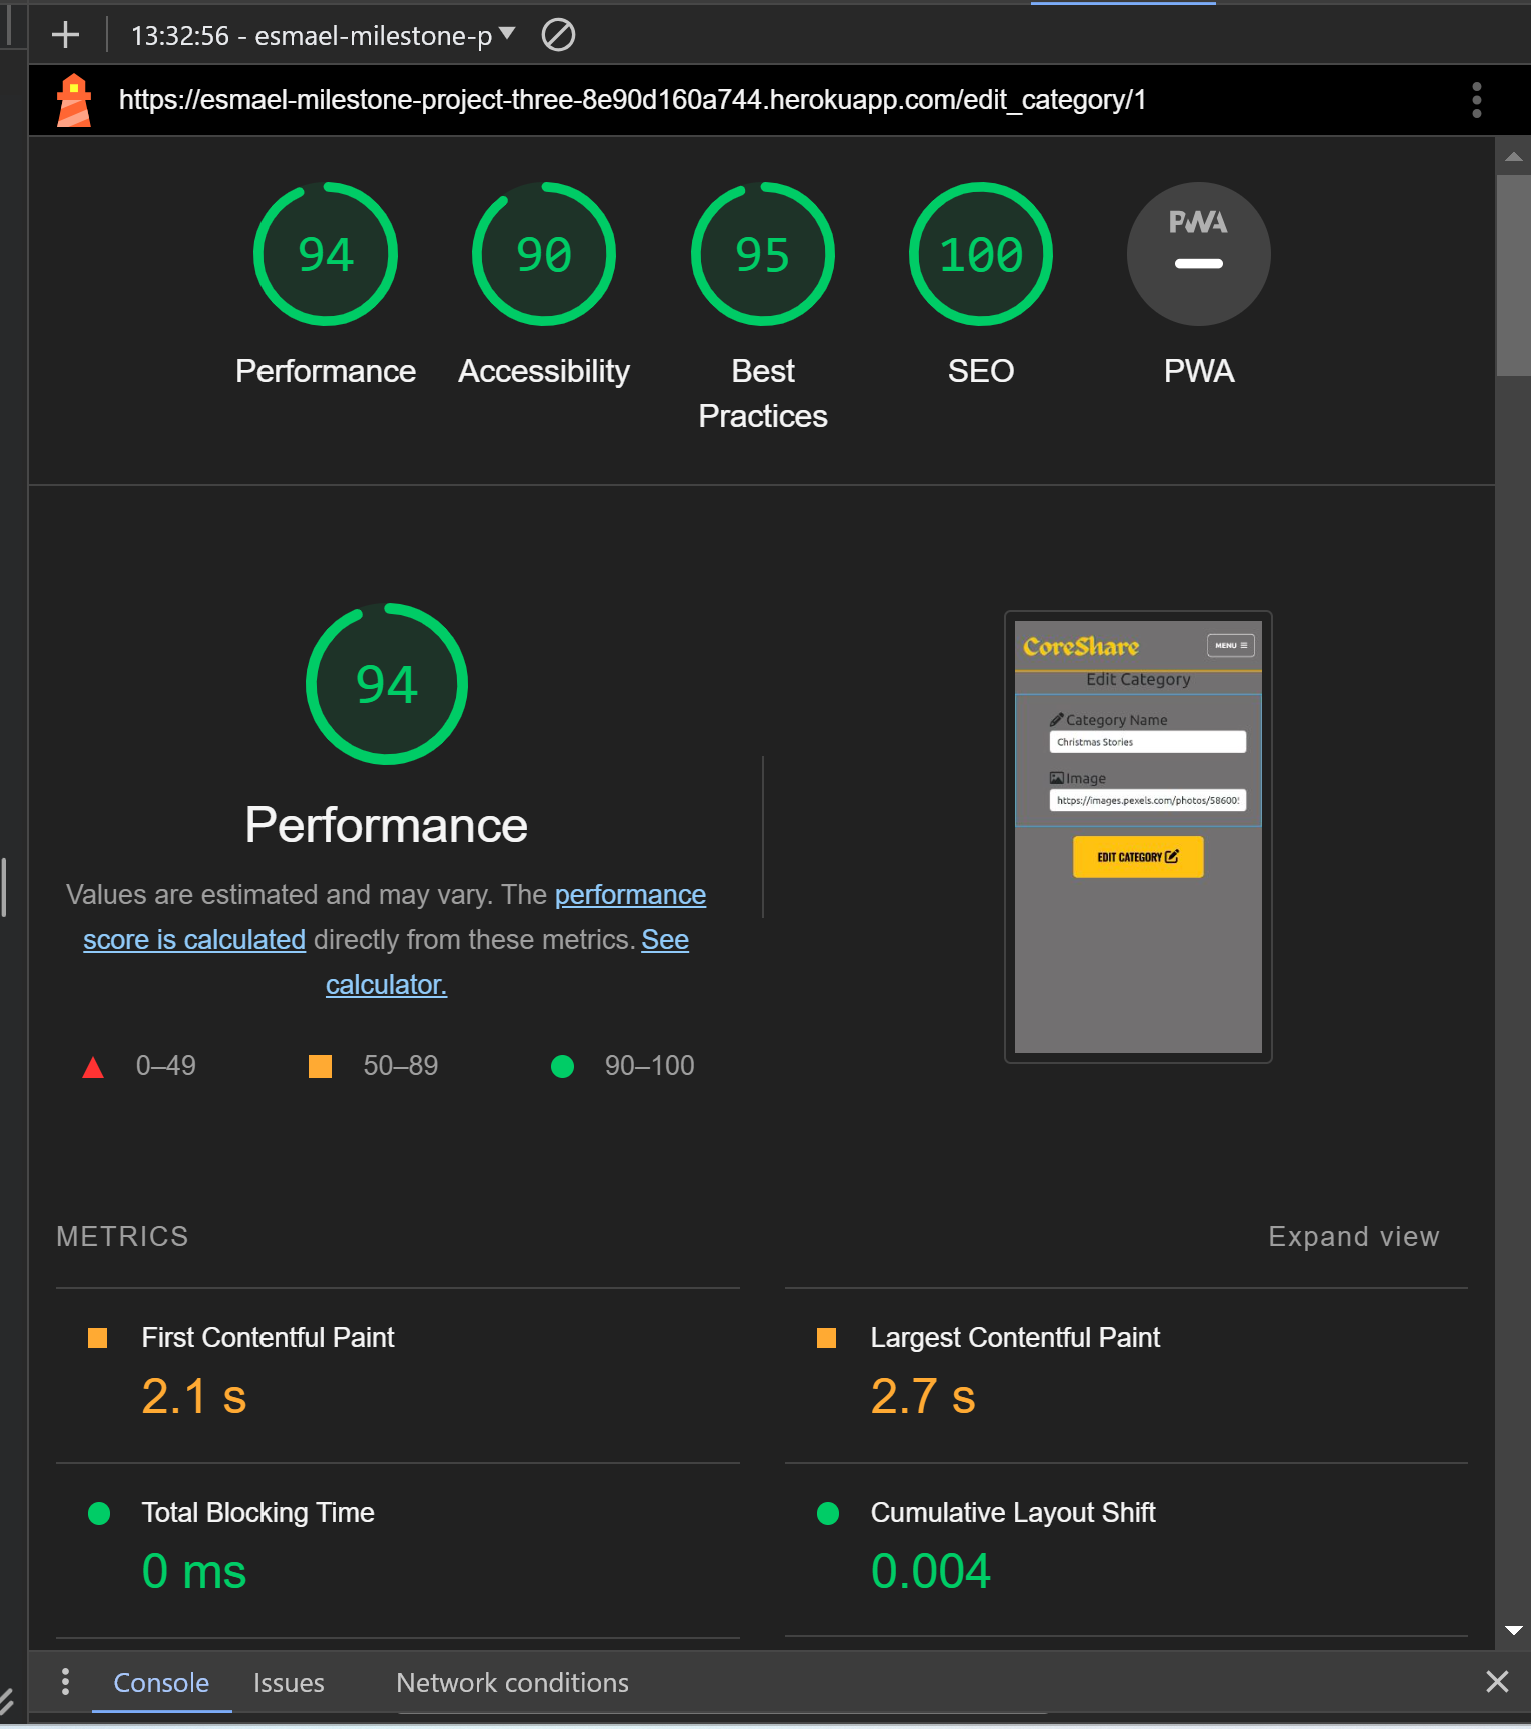 13:32:56 - esmael-milestone-p
https://esmael-milestone-project-three-8e90d160a744.herokuapp.com/edit_category/1
94
90
95
100
PWA
Performance
Accessibility
Best
Practices
SEO
PWA
94
Performance
Values are estimated and may vary. The performance
score is calculated directly from these metrics. See
calculator.
0–49
50–89
90–100
CoreShare
MENU
Edit Category
Category Name
Christmas Stories
Image
https://images.pexels.com/photos/58600
EDIT CATEGORY
METRICS
Expand view
First Contentful Paint
2.1 s
Largest Contentful Paint
2.7 s
Total Blocking Time
0 ms
Cumulative Layout Shift
0.004
Console
Issues
Network conditions